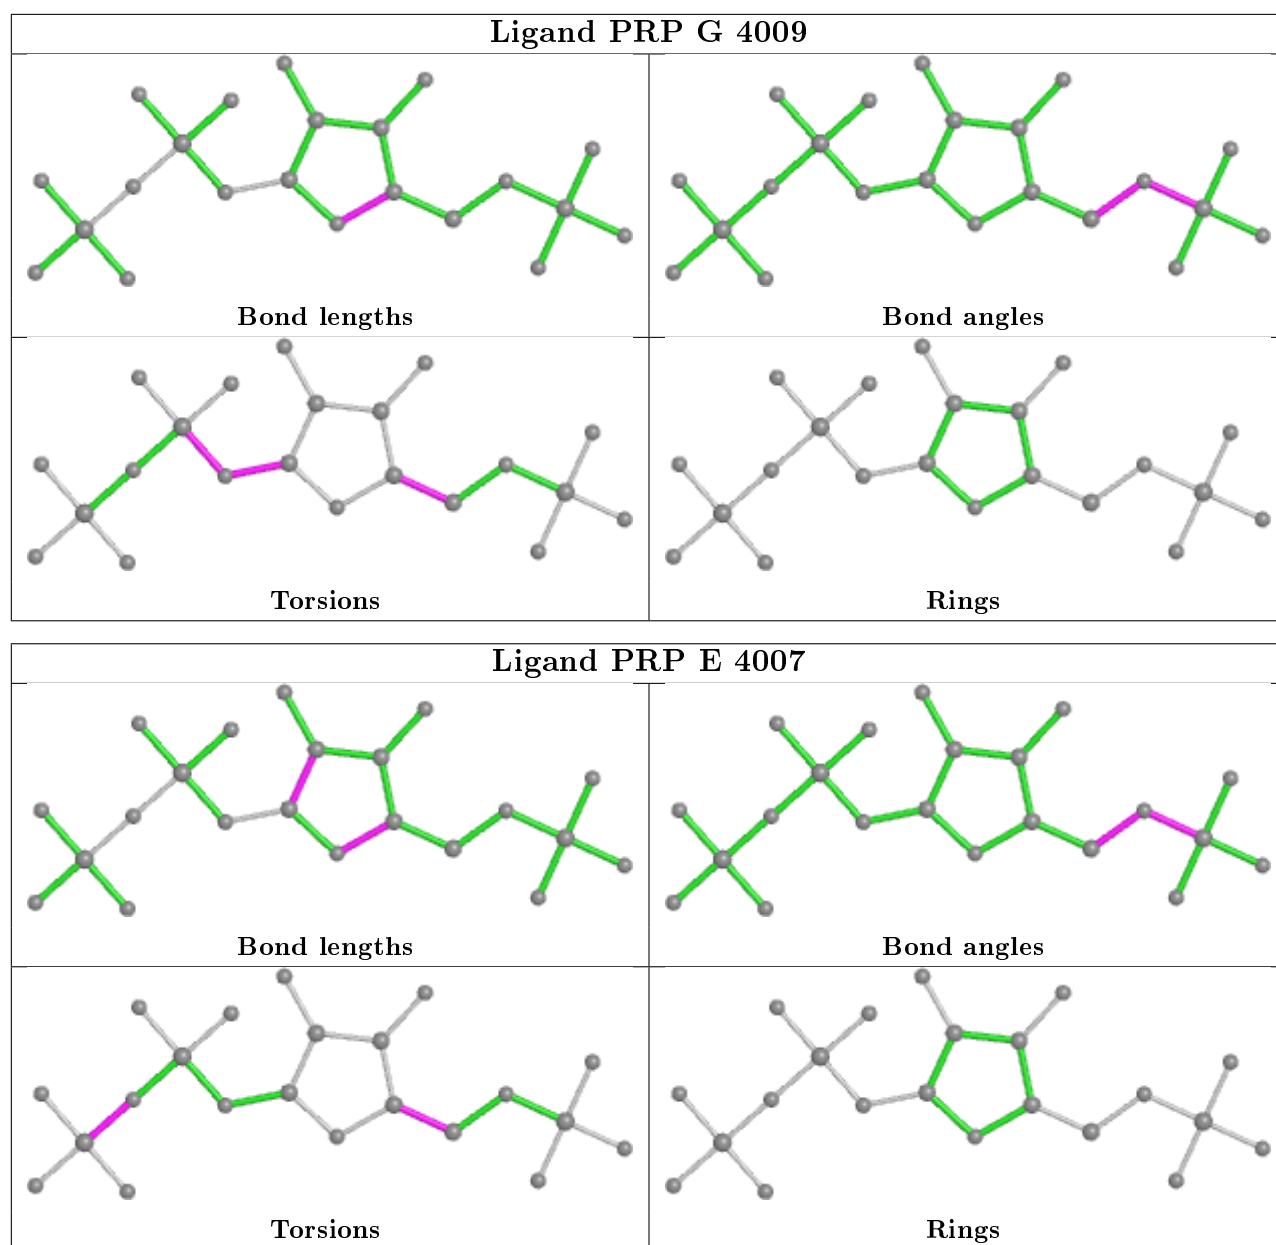 Ligand PRP G 4009
Bond lengths
Bond angles
Torsions
Rings
Ligand PRP E 4007
Bond lengths
Bond angles
Torsions
Rings